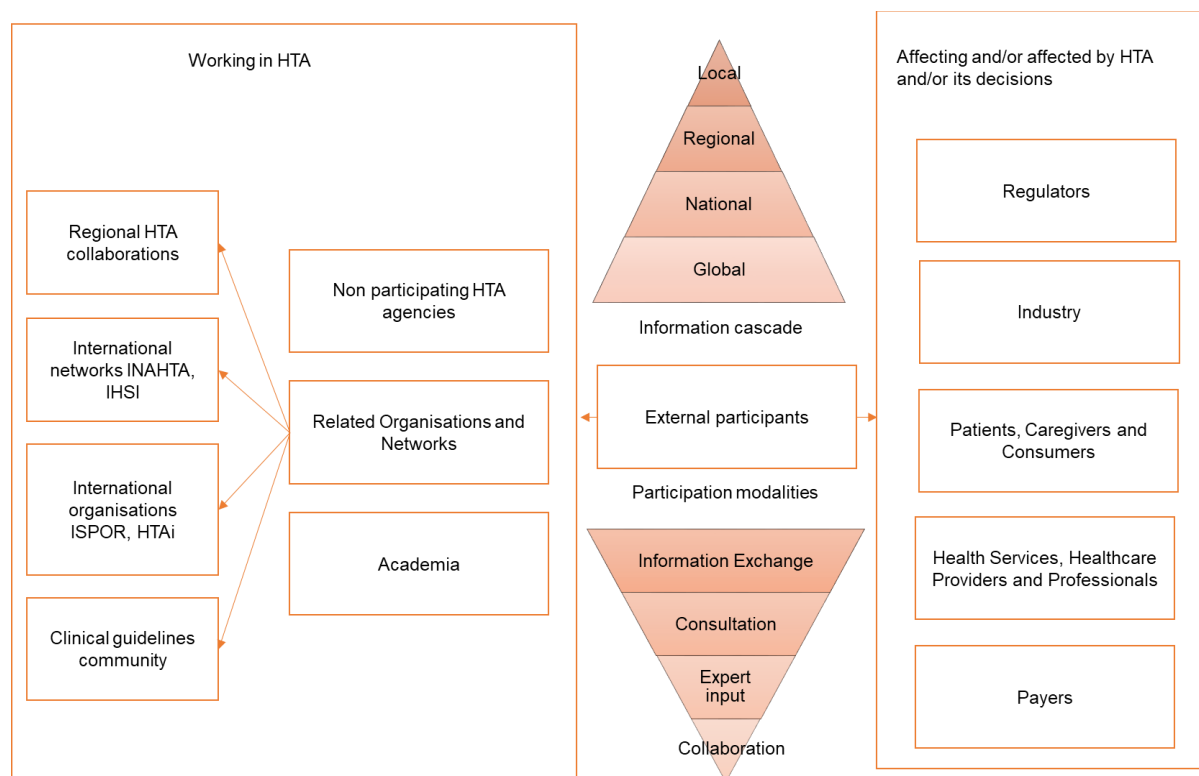 Working in HTA
Regional HTA
collaborations
International
networks INAHTA,
IHSI
International
organisations
ISPOR, HTAi
Clinical guidelines
community
Non participating HTA
agencies
Related Organisations and
Networks
Academia
Local
Regional
National
Global
Information cascade
External participants
Participation modalities
Information Exchange
Consultation
Expert
input
Collaboration
Affecting and/or affected by HTA
and/or its decisions
Regulators
Industry
Patients, Caregivers and
Consumers
Health Services, Healthcare
Providers and Professionals
Payers